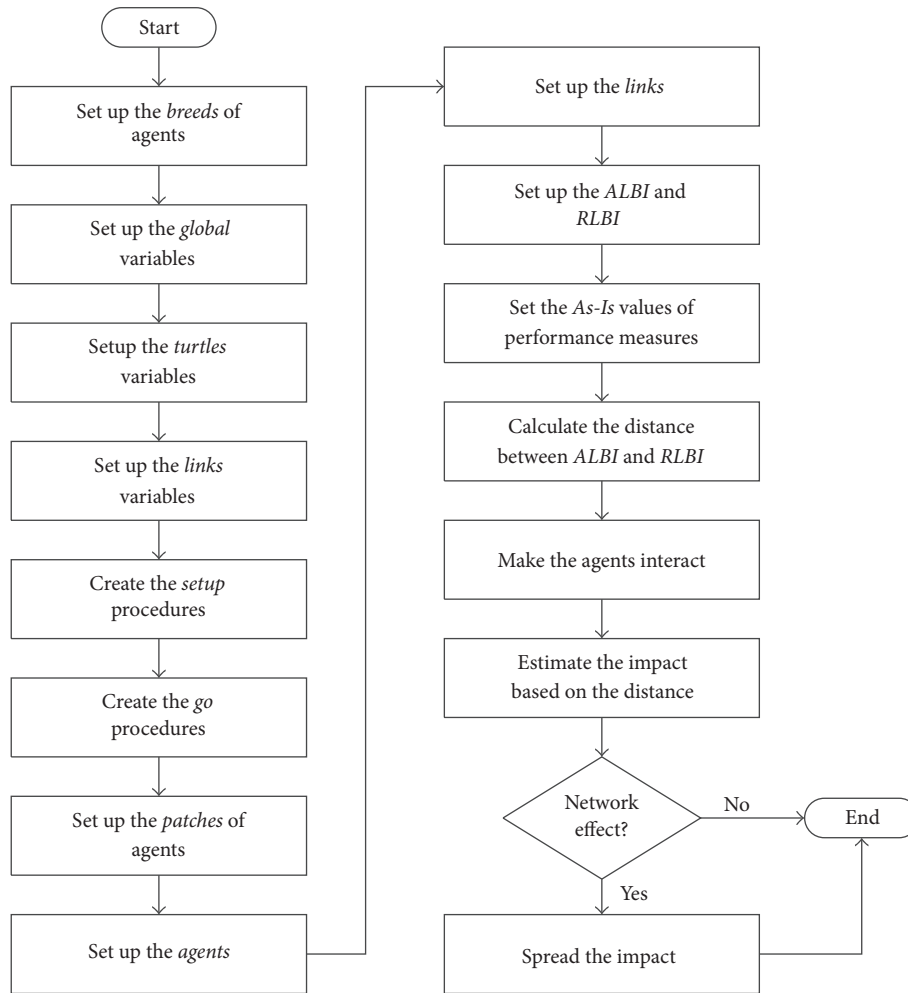 Start
Set up the breeds of
agents
Set up the global
variables
Setup the turtles
variables
Set up the links
variables
Create the setup
procedures
Create the go
procedures
Set up the patches of
agents
Set up the agents
Set up the links
Set up the ALBI and
RLBI
Set the As-Is values of
performance measures
Calculate the distance
between ALBI and RLBI
Make the agents interact
Estimate the impact
based on the distance
Network
effect?
No
End
Yes
Spread the impact